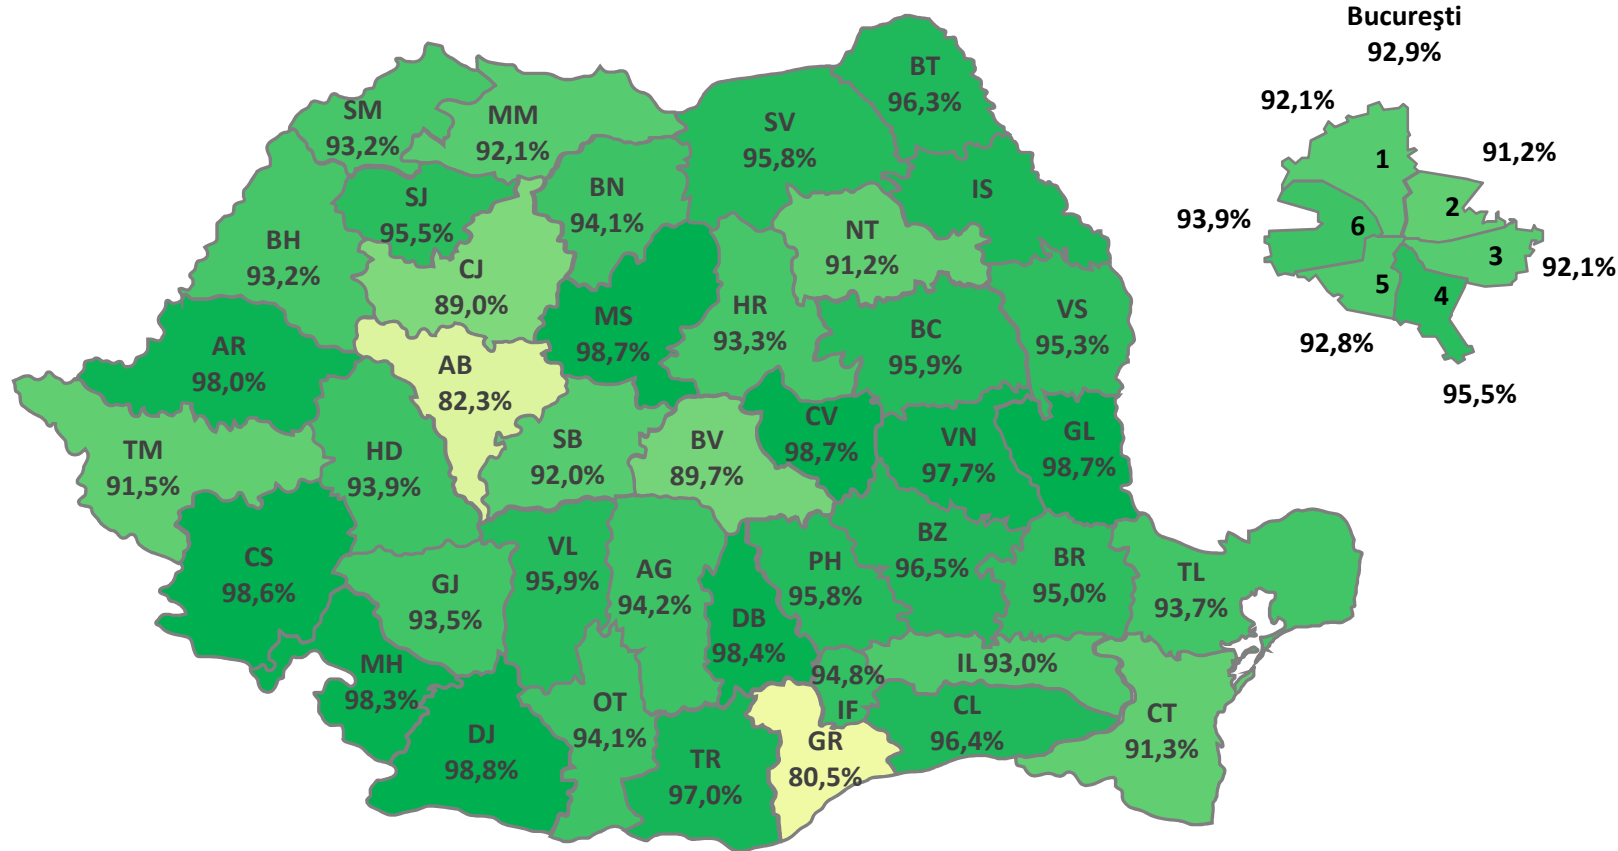 Bucureşti
92,9%
92,1%
91,2%
93,9%
92,1%
92,8%
95,5%
1
2
3
4
5
6
BT
96,3%
SM
93,2%
MM
92,1%
SV
95,8%
IS
BN
94,1%
SJ
95,5%
BH
93,2%
CJ
89,0%
NT
91,2%
MS
98,7%
HR
93,3%
BC
95,9%
VS
95,3%
AR
98,0%
AB
82,3%
TM
91,5%
HD
93,9%
SB
92,0%
BV
89,7%
CV
98,7%
VN
97,7%
GL
98,7%
CS
98,6%
GJ
93,5%
VL
95,9%
AG
94,2%
DB
98,4%
PH
95,8%
BZ
96,5%
BR
95,0%
TL
93,7%
MH
98,3%
DJ
98,8%
OT
94,1%
TR
97,0%
GR
80,5%
94,8%
IF
IL 93,0%
CL
96,4%
CT
91,3%